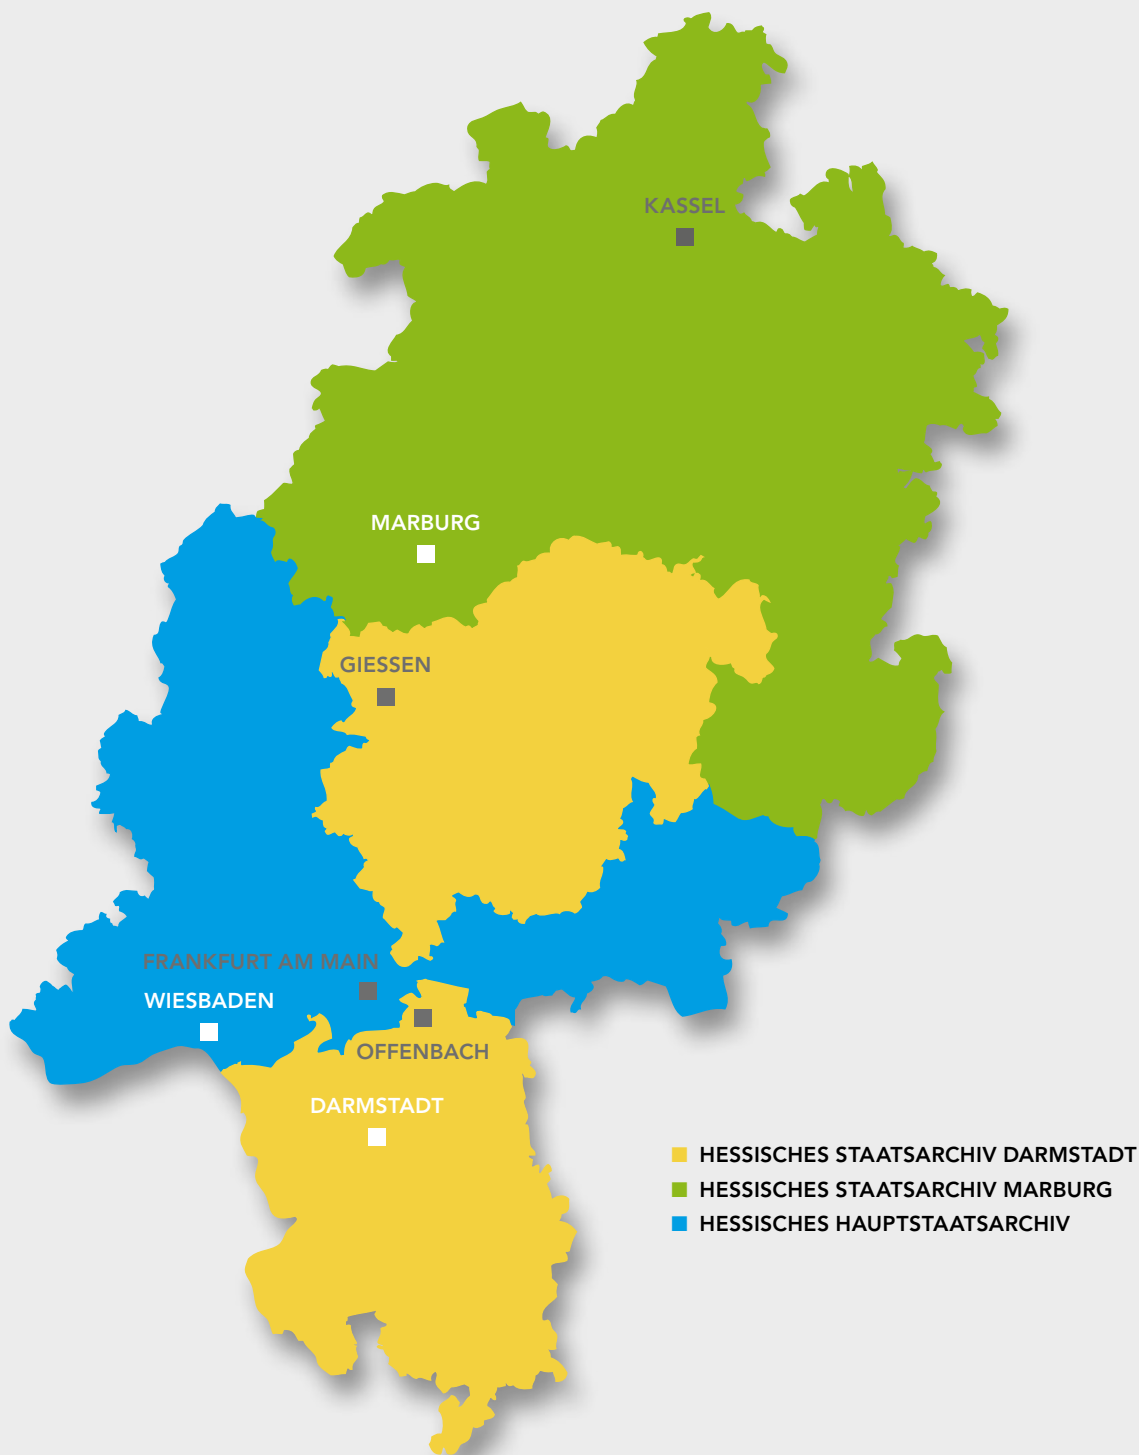 KASSEL
MARBURG
GIESSEN
FRANKFURT AM MAIN
WIESBADEN
OFFENBACH
DARMSTADT
HESSISCHES STAATSARCHIV DARMSTADT
HESSISCHES STAATSARCHIV MARBURG
HESSISCHES HAUPTSTAATSARCHIV